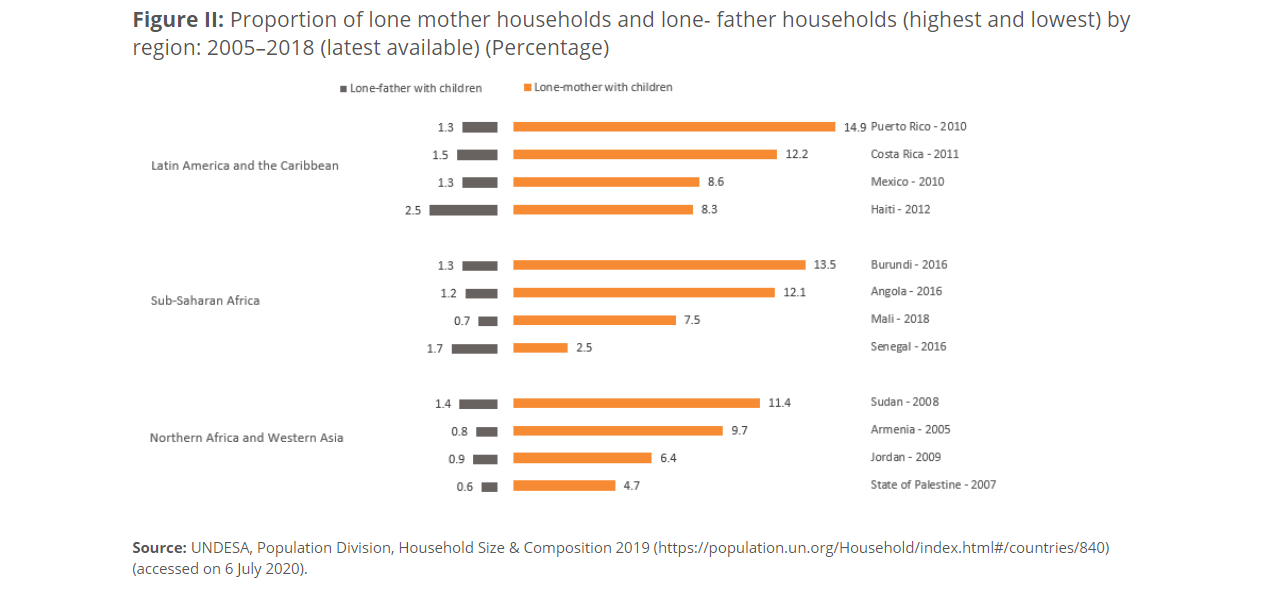 Figure II: Proportion of lone mother households and lone- father households (highest and lowest) by
region: 2005–2018 (latest available) (Percentage)
Lone-father with children Lone-mother with children
1.3 14.9 Puerto Rico - 2010
1.5 12.2 Costa Rica - 2011
Latin America and the Caribbean
1.3 8.6 Mexico - 2010
2.5 8.3 Haiti - 2012
1.3 13.5 Burundi - 2016
1.2 12.1 Angola - 2016
Sub-Saharan Africa
0.7 7.5 Mali - 2018
1.7 2.5 Senegal - 2016
1.4 11.4 Sudan - 2008
0.8 9.7 Armenia - 2005
Northern Africa and Western Asia
0.9 6.4 Jordan - 2009
0.6 4.7 State of Palestine - 2007
Source: UNDESA, Population Division, Household Size & Composition 2019 (https://population.un.org/Household/index.html#/countries/840)
(accessed on 6 July 2020).